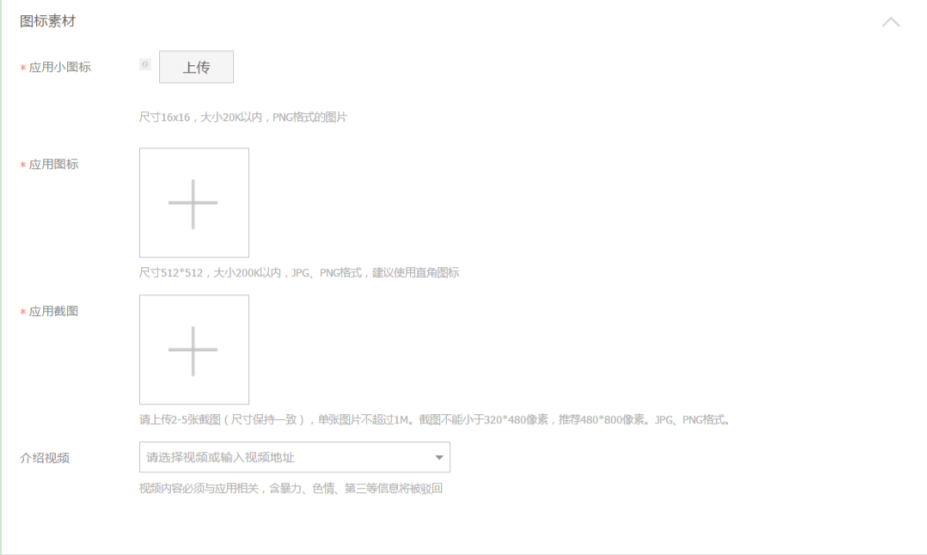 图标素材
* 应用小图标
上传
尺寸16x16，大小20K以内，PNG格式的图片
* 应用图标
尺寸512*512，大小200K以内，JPG、PNG格式，建议使用直角图标
* 应用截图
请上传2-5张截图（尺寸保持一致），单张图片不超过1M。截图不能小于320*480像素，推荐480*800像素。JPG、PNG格式。
介绍视频
请选择视频或输入视频地址
视频内容必须与应用相关，含暴力、色情、第三等信息将被驳回